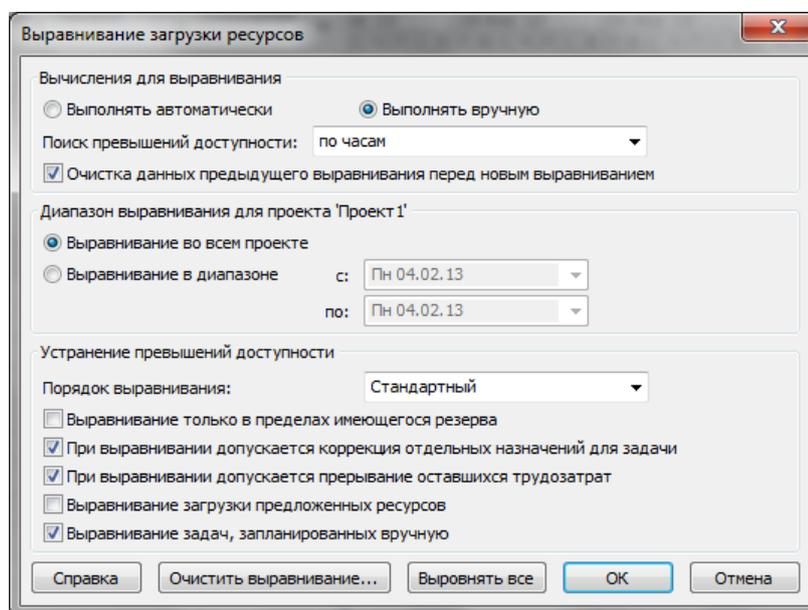 Выравнивание загрузки ресурсов
Вычисления для выравнивания
Выполнять автоматически Выполнять вручную
Поиск превышений доступности: по часам
Очистка данных предыдущего выравнивания перед новым выравниванием
Диапазон выравнивания для проекта 'Проект1'
Выравнивание во всем проекте
Выравнивание в диапазоне с: Пн 04.02.13
по: Пн 04.02.13
Устранение превышений доступности
Порядок выравнивания: Стандартный
Выравнивание только в пределах имеющегося резерва
При выравнивании допускается коррекция отдельных назначений для задачи
При выравнивании допускается прерывание оставшихся трудозатрат
Выравнивание загрузки предложенных ресурсов
Выравнивание задач, запланированных вручную
Справка Очистить выравнивание... Выровнять все ОК Отмена